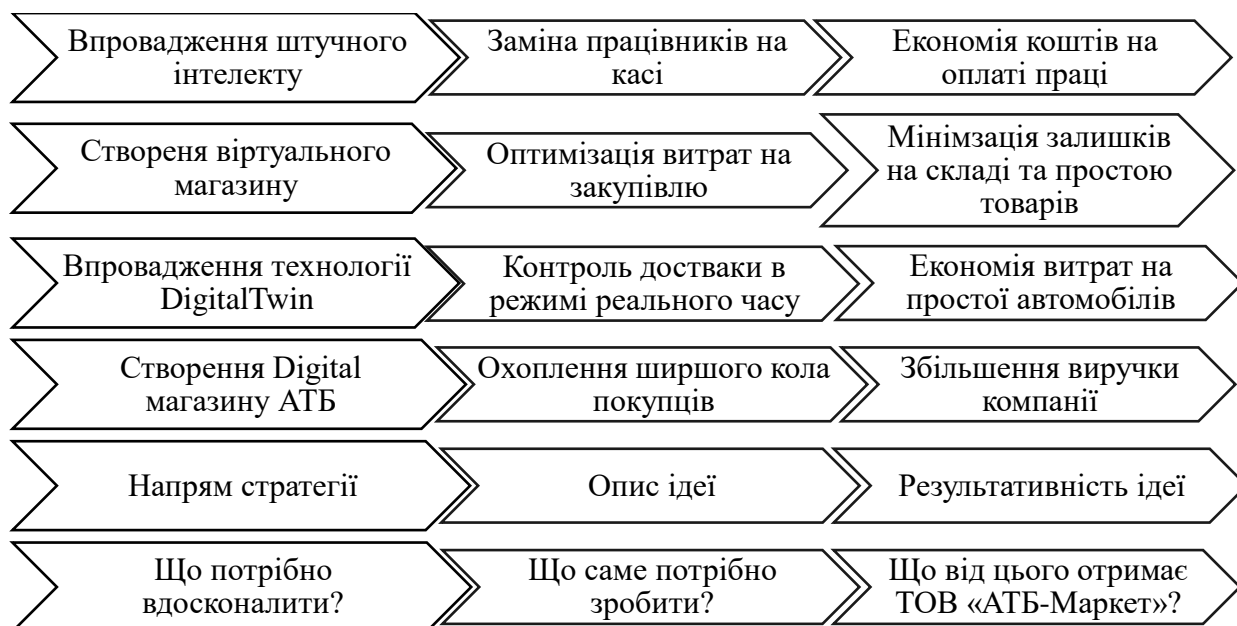 Впровадження штучного
інтелекту
Заміна працівників на
касі
Економія коштів на
оплаті праці
Створеня віртуального
магазину
Оптимізація витрат на
закупівлю
Мінімзація залишків
на складі та простою
товарів
Впровадження технології
DigitalTwin
Контроль доствaки в
режимі реального часу
Економія витрат на
простої автомобілів
Створення Digital
магазину АТБ
Охоплення ширшого кола
покупців
Збільшення виручки
компанії
Напрям стратегії
Опис ідеї
Результативність ідеї
Що потрібно
вдосконалити?
Що саме потрібно
зробити?
Що від цього отримає
ТОВ «АТБ-Маркет»?